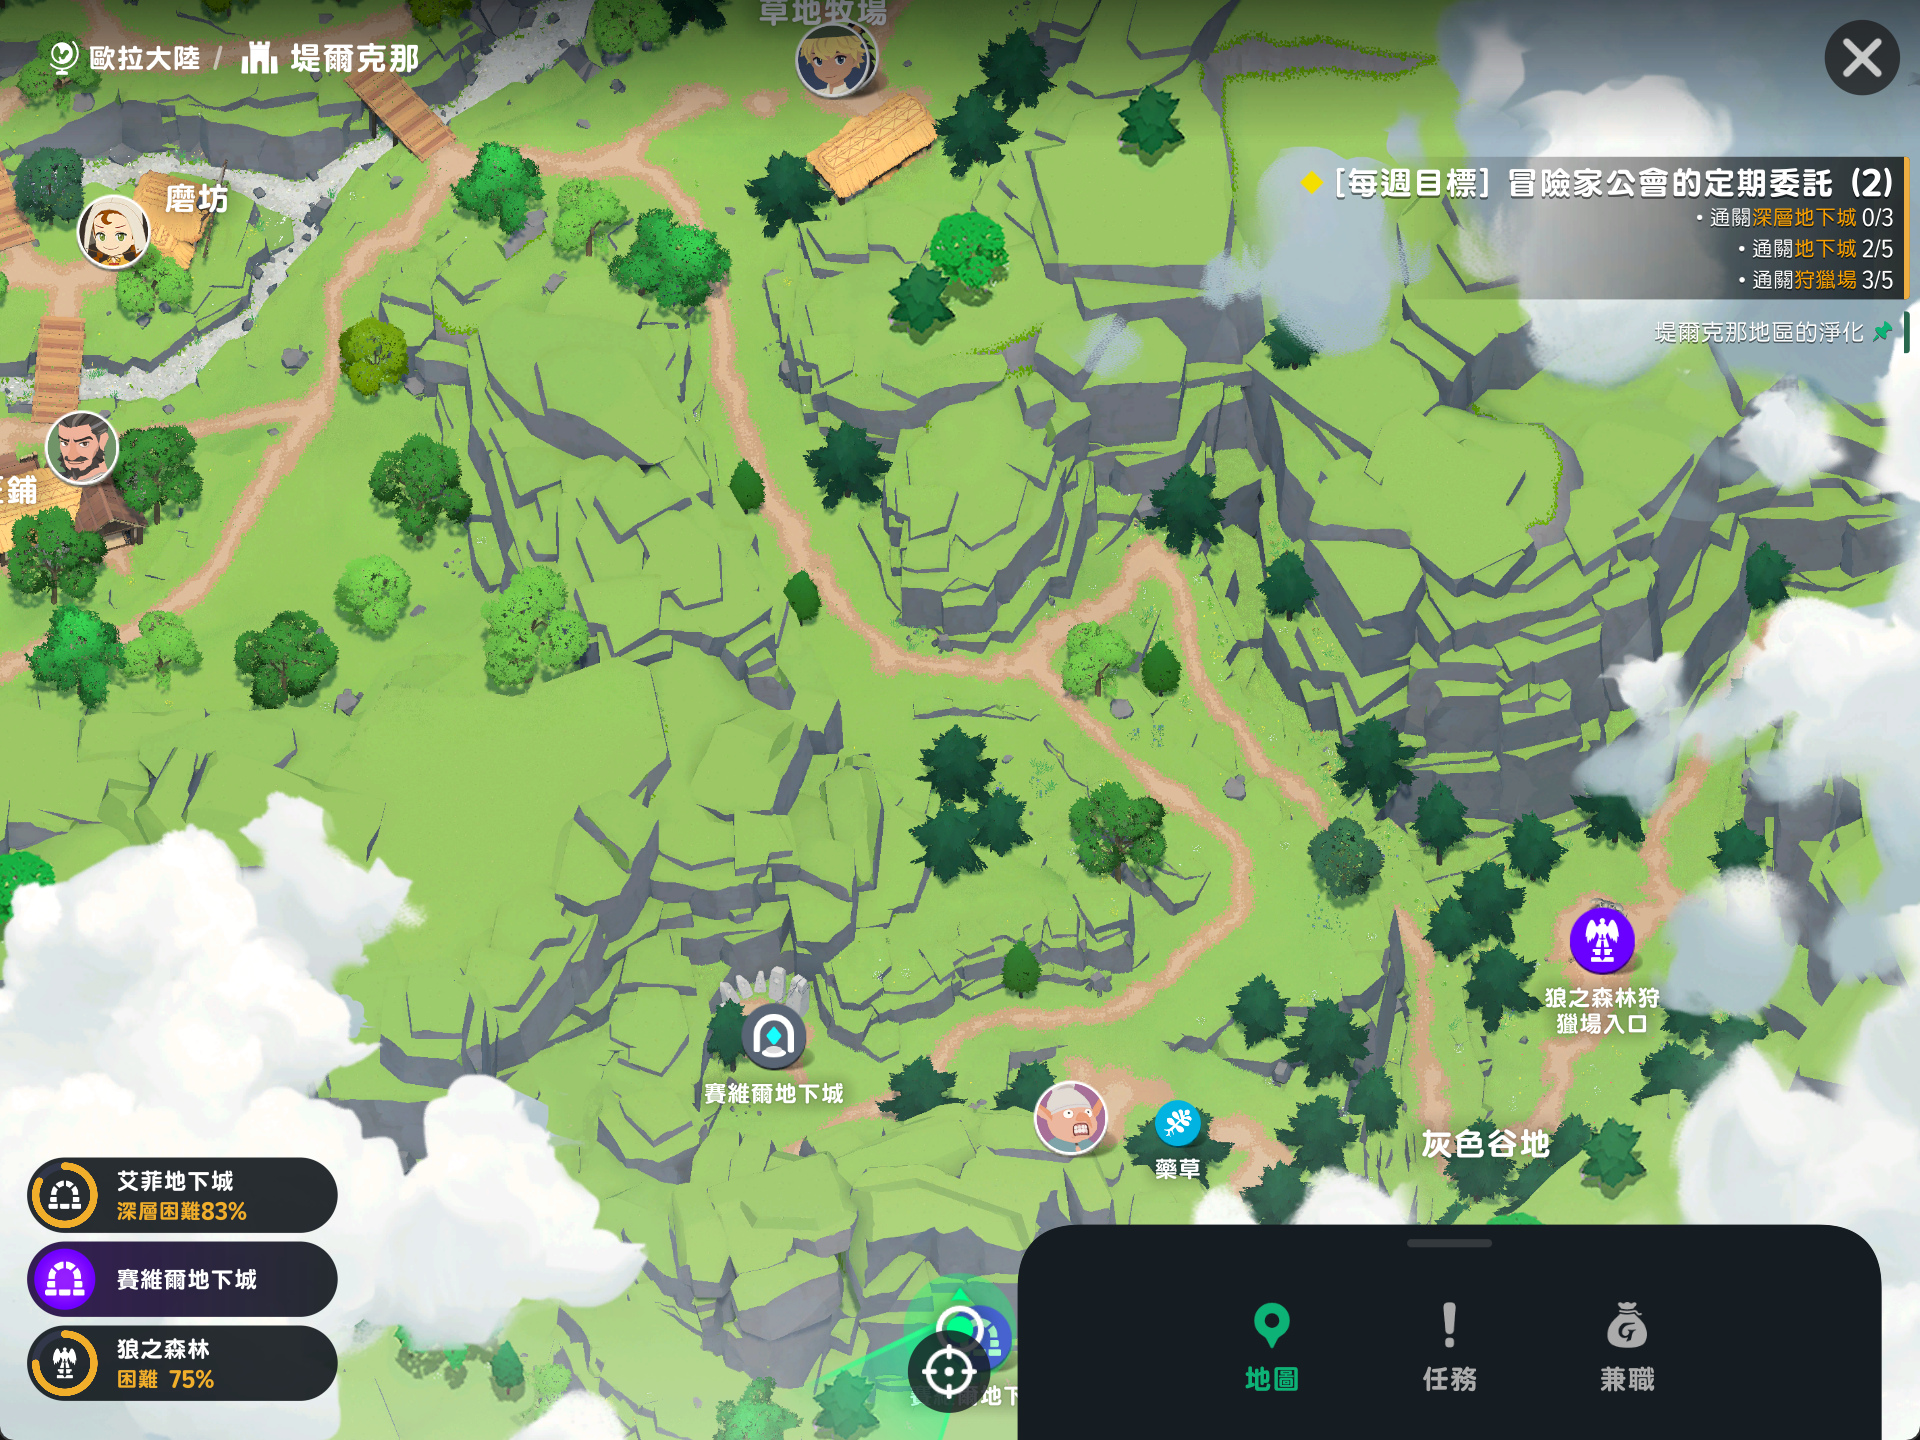 草地牧場
歐拉大陸 / 堤爾克那
[每週目標] 冒險家公會的定期委託 (2)
• 通關深層地下城 0/3
• 通關地下城 2/5
• 通關狩獵場 3/5
堤爾克那地區的淨化
磨坊
鋪
狼之森林狩
獵場入口
賽維爾地下城
藥草
灰色谷地
艾菲地下城
深層困難83%
賽維爾地下城
狼之森林
困難 75%
地圖
任務
兼職